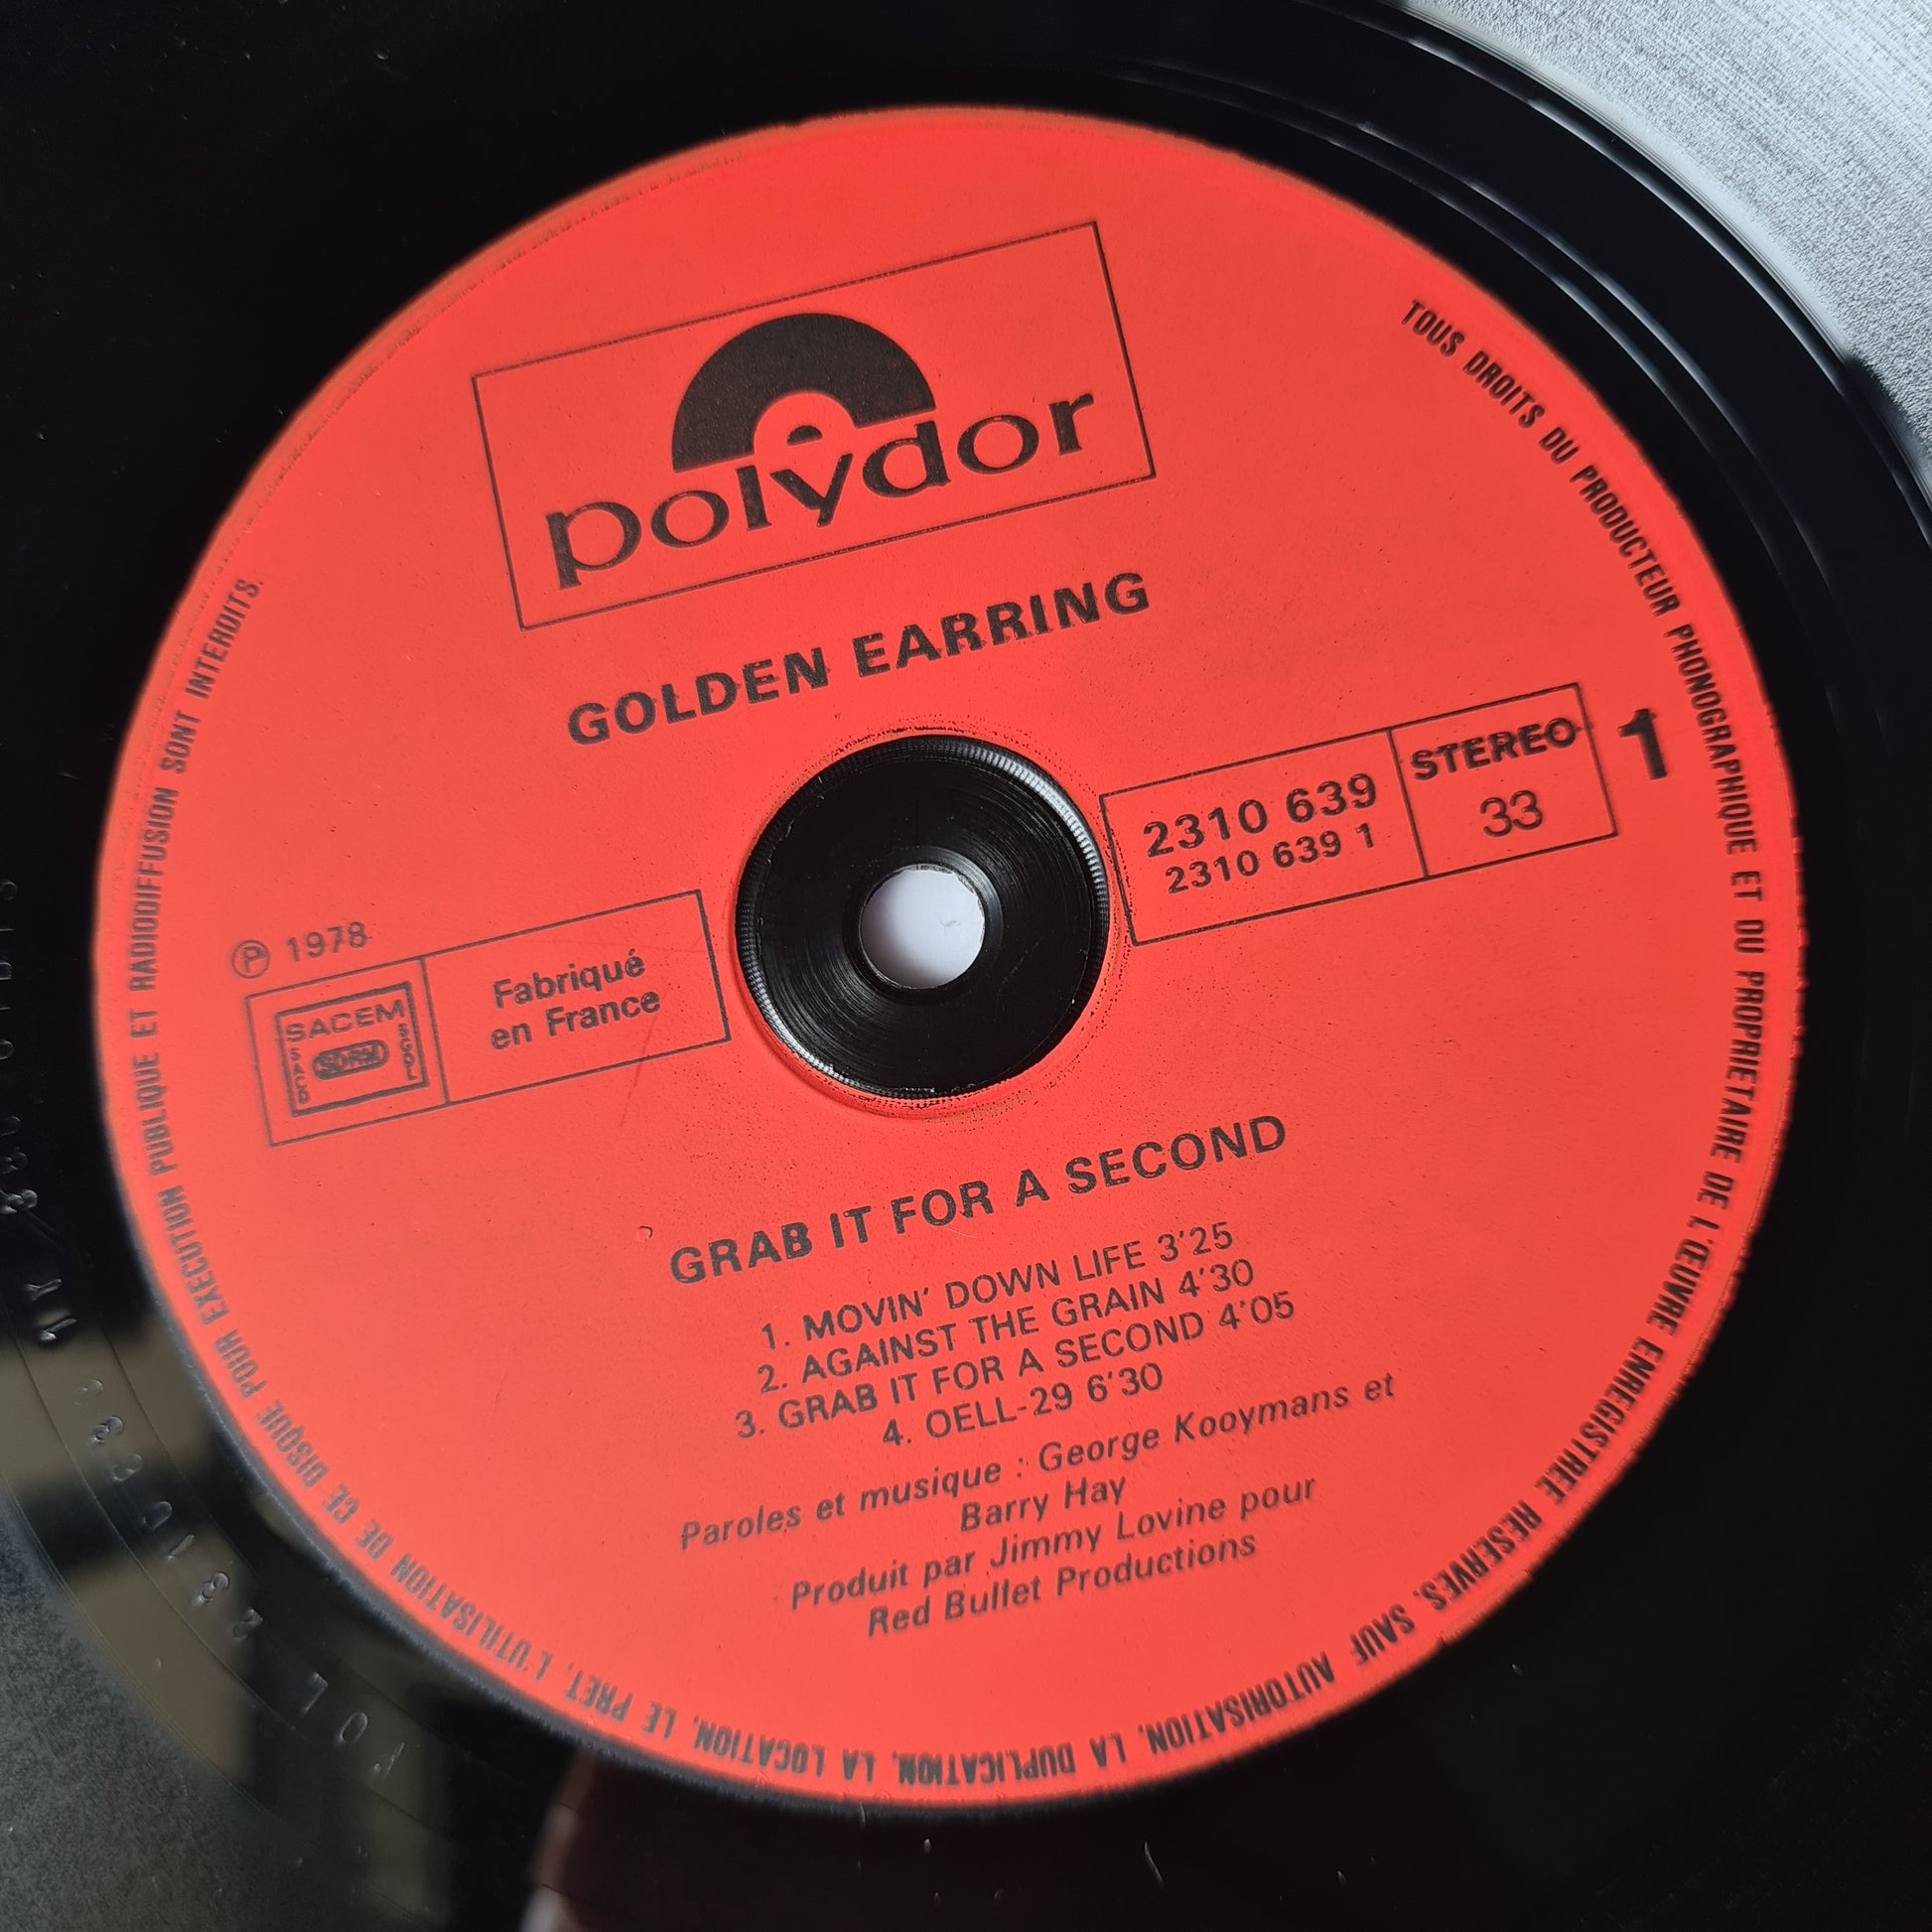 polydor
GOLDEN EARRING
2310 639
2310 639 1
STEREO
33
1
Ⓟ 1978
SACEM
SACD
SDRM
SGDL
Fabriqué
en France
GRAB IT FOR A SECOND
1. MOVIN' DOWN LIFE 3'25
2. AGAINST THE GRAIN 4'30
3. GRAB IT FOR A SECOND 4'05
4. OELL-29 6'30
Paroles et musique : George Kooymans et
Barry Hay
Produit par Jimmy Lovine pour
Red Bullet Productions
TOUS DROITS DU PRODUCTEUR PHONOGRAPHIQUE ET DU PROPRIETAIRE DE L'ŒUVRE ENREGISTREE RESERVES. SAUF AUTORISATION, LA DUPLICATION, LA LOCATION, LE PRET, L'UTILISATION DE CE DISQUE POUR EXECUTION PUBLIQUE ET RADIODIFFUSION SONT INTERDITS.
POL